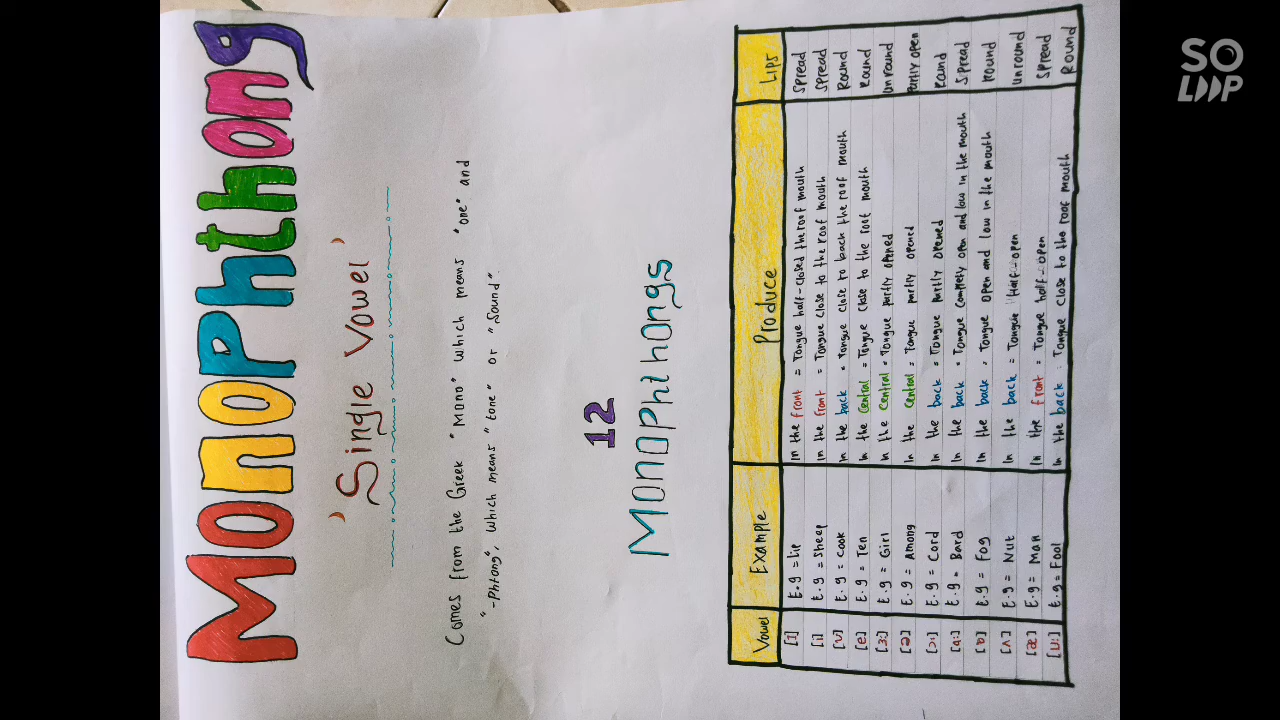 MonoPhthong
"Single Vowel"
Comes from the Greek "Mono" which means "one" and
"-Phtong", which means "tone" or "sound".
12
MonoPhthongs
Vowel Example Produce Lips
[I] E.g = Lip In the front = Tongue half-closed the roof mouth Spread
[i] E.g = Sheep In the front = Tongue close to the roof mouth Spread
[ʊ] E.g = Cook In the back = Tongue close to back the roof mouth Round
[e] E.g = Ten In the central = Tongue close to the roof mouth Round
[ɜ:] E.g = Girl In the central = Tongue partly opened Unround
[ə] E.g = Among In the central = Tongue partly opened Partly open
[ɔ:] E.g = Cord In the back = Tongue partly opened Round
[ɑ:] E.g = Bard In the back = Tongue Complety open and low in the mouth Spread
[ɒ] E.g = Fog In the back = Tongue open and low in the mouth Round
[ʌ] E.g = Nut In the back = Tongue half-open Unround
[æ] E.g = Man In the front = Tongue half-open Spread
[U:] E.g = Fool In the back = Tongue close to the roof mouth Round
SO
LOOP